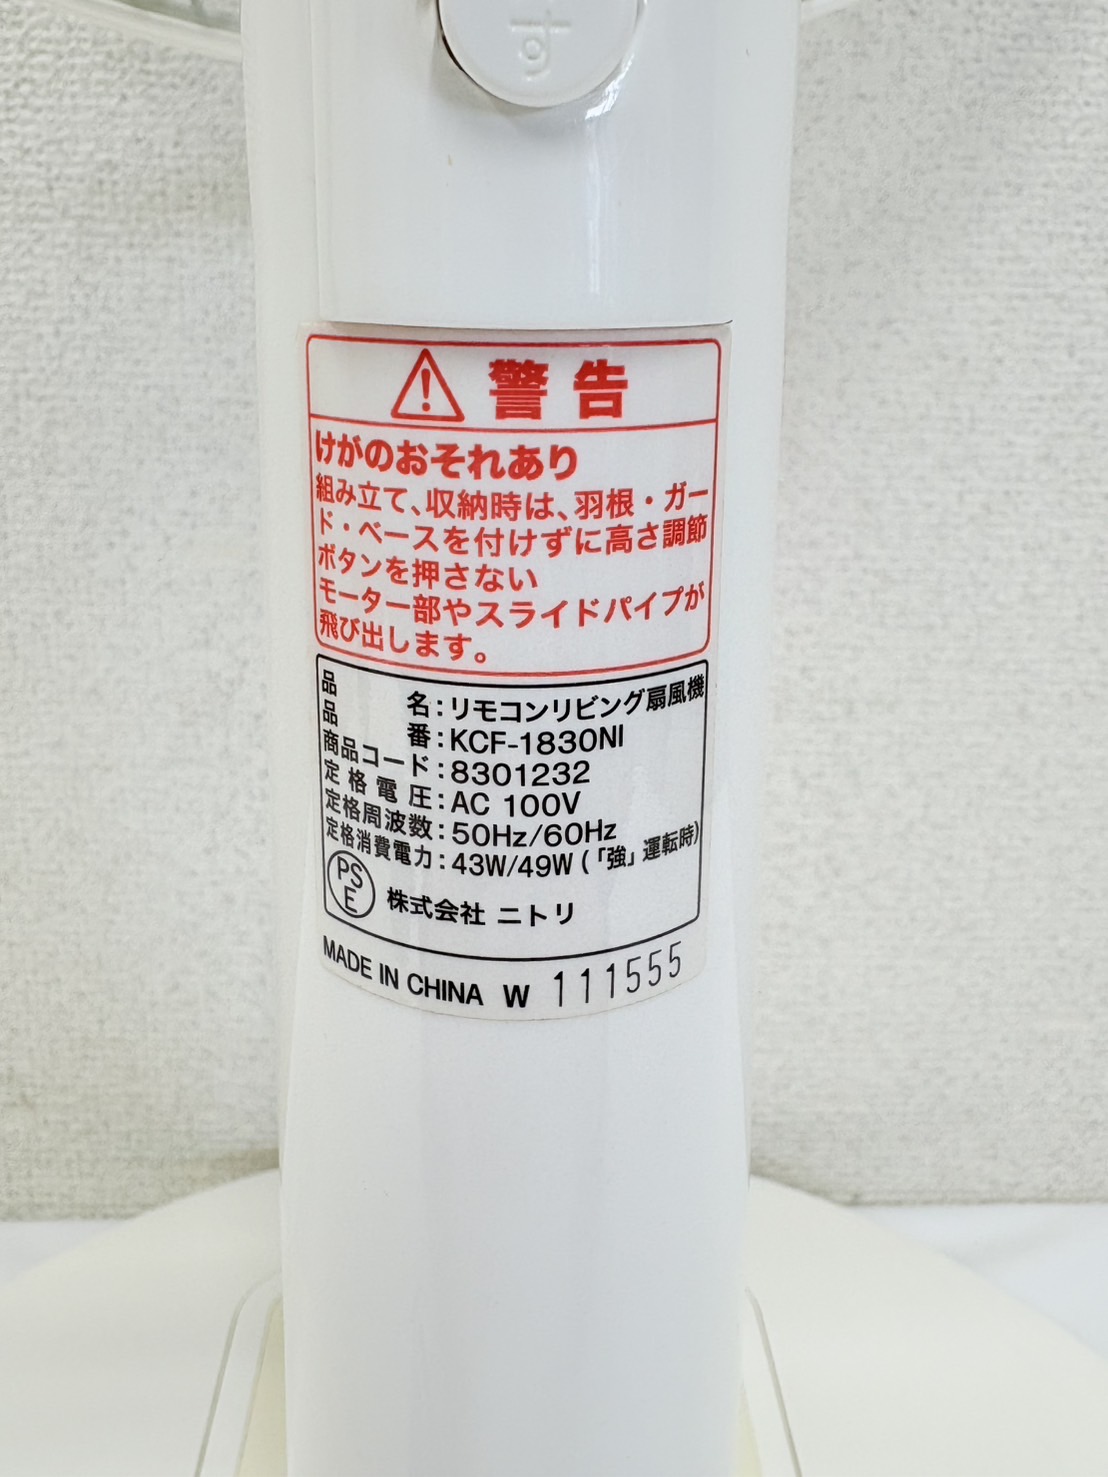 警告
けがのおそれあり
組み立て、収納時は、羽根・ガー
ド・ベースを付けずに高さ調節
ボタンを押さない
モーター部やスライドパイプが
飛び出します。
品名:リモコンリビング扇風機
品番:KCF-1830NI
商品コード:8301232
定格電圧:AC 100V
定格周波数:50Hz/60Hz
定格消費電力:43W/49W(「強」運転時)
PS
E
株式会社 ニトリ
MADE IN CHINA W 111555